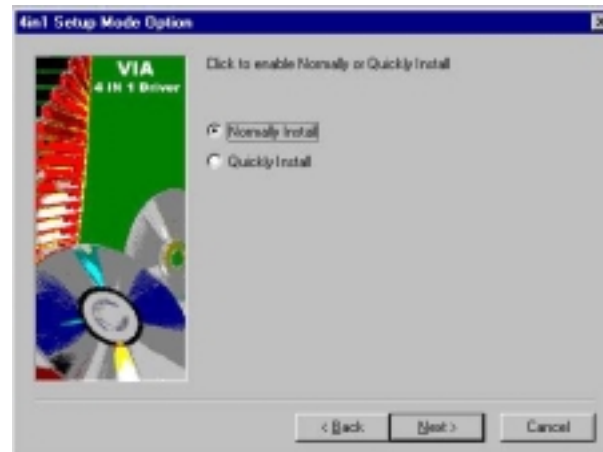 4in1 Setup Mode Option
VIA
4 IN 1 Driver
Click to enable Normally or Quickly Install
Normally Install
Quickly Install
< Back
Next >
Cancel